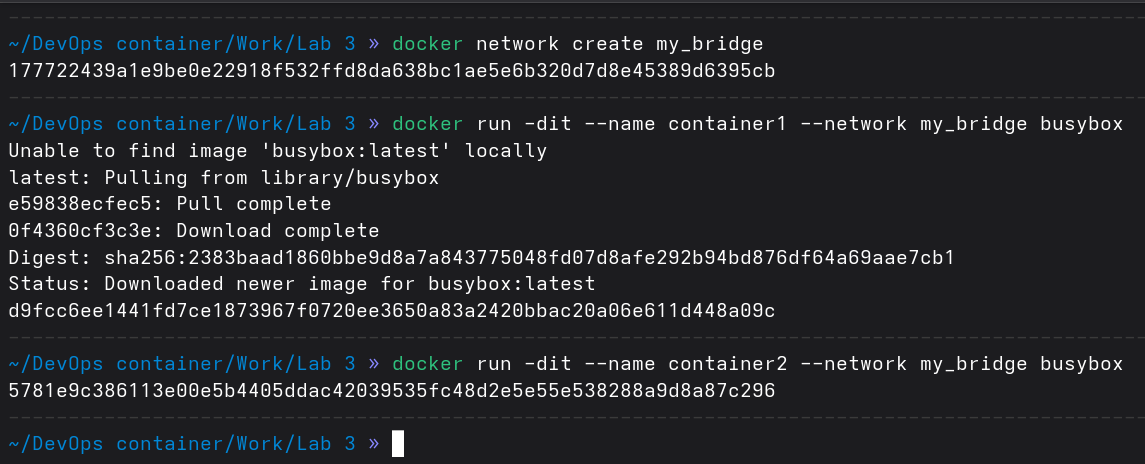 ~/DevOps container/Work/Lab 3 » docker network create my_bridge
177722439a1e9be0e22918f532ffd8da638bc1ae5e6b320d7d8e45389d6395cb
~/DevOps container/Work/Lab 3 » docker run -dit --name container1 --network my_bridge busybox
Unable to find image 'busybox:latest' locally
latest: Pulling from library/busybox
e59838ecfec5: Pull complete
0f4360cf3c3e: Download complete
Digest: sha256:2383baad1860bbe9d8a7a843775048fd07d8afe292b94bd876df64a69aae7cb1
Status: Downloaded newer image for busybox:latest
d9fcc6ee1441fd7ce1873967f0720ee3650a83a2420bbac20a06e611d448a09c
~/DevOps container/Work/Lab 3 » docker run -dit --name container2 --network my_bridge busybox
5781e9c386113e00e5b4405ddac42039535fc48d2e5e55e538288a9d8a87c296
~/DevOps container/Work/Lab 3 »